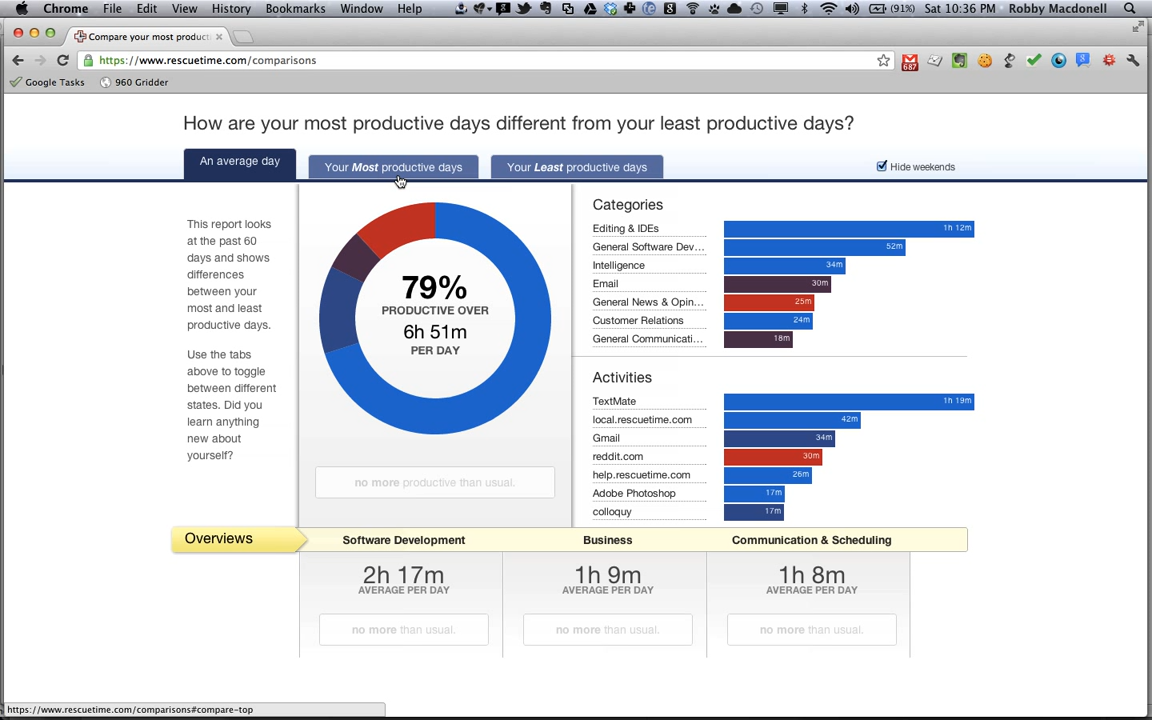 Chrome File Edit View History Bookmarks Window Help (91%) Sat 10:36 PM Robby Macdonell
Compare your most producti
https://www.rescuetime.com/comparisons
687
Google Tasks 960 Gridder
How are your most productive days different from your least productive days?
An average day Your Most productive days Your Least productive days Hide weekends
This report looks
at the past 60
days and shows
differences
between your
most and least
productive days.
Use the tabs
above to toggle
between different
states. Did you
learn anything
new about
yourself?
79%
PRODUCTIVE OVER
6h 51m
PER DAY
no more productive than usual.
Categories
Editing & IDEs 1h 12m
General Software Dev... 52m
Intelligence 34m
Email 30m
General News & Opin... 25m
Customer Relations 24m
General Communicati... 18m
Activities
TextMate 1h 19m
local.rescuetime.com 42m
Gmail 34m
reddit.com 30m
help.rescuetime.com 26m
Adobe Photoshop 17m
colloquy 17m
Overviews Software Development Business Communication & Scheduling
2h 17m 1h 9m 1h 8m
AVERAGE PER DAY AVERAGE PER DAY AVERAGE PER DAY
no more than usual. no more than usual. no more than usual.
https://www.rescuetime.com/comparisons#compare-top